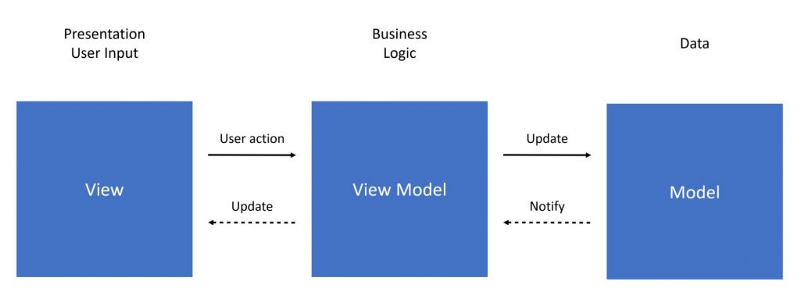 Presentation
User Input
Business
Logic
Data
View
User action
Update
View Model
Update
Notify
Model